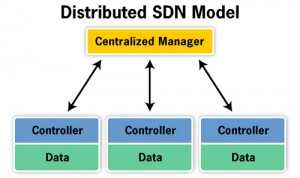 Distributed SDN Model
Centralized Manager
Controller
Controller
Controller
Data
Data
Data